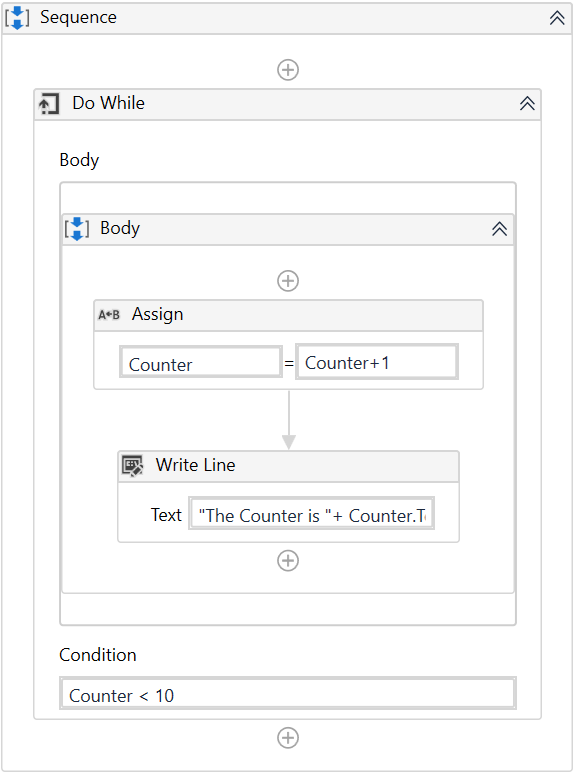 Sequence
Do While
Body
Body
A B Assign
Counter = Counter+1
Write Line
Text "The Counter is "+ Counter.T
Condition
Counter < 10